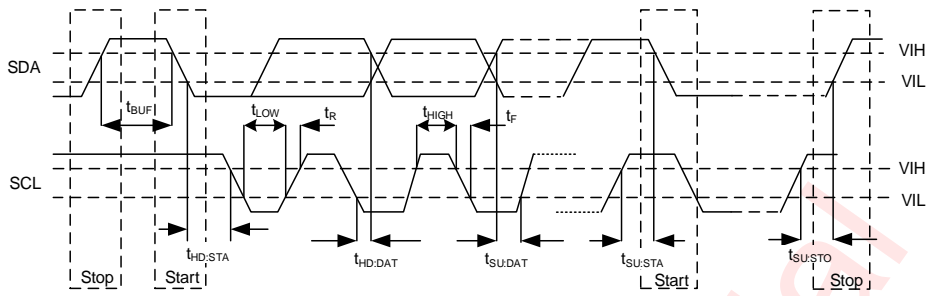 SDA
VIH
VIL
tBUF
tLOW
tR
tHIGH
tF
SCL
VIH
VIL
tHD:STA
tHD:DAT
tSU:DAT
tSU:STA
tSU:STO
Stop
Start
Start
Stop